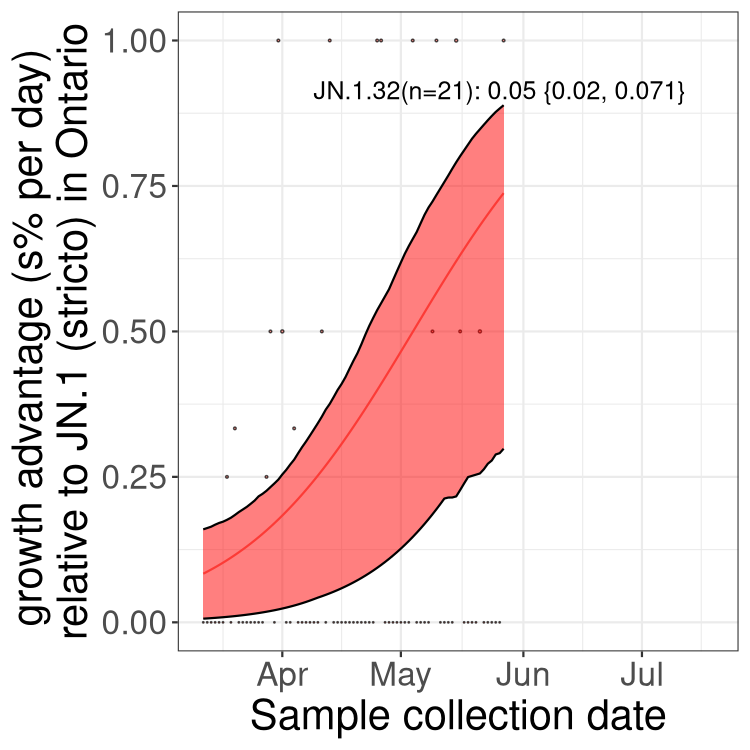 growth advantage (s% per day)
relative to JN.1 (stricto) in Ontario
1.00
0.75
0.50
0.25
0.00
JN.1.32(n=21): 0.05 {0.02, 0.071}
Apr May Jun Jul
Sample collection date